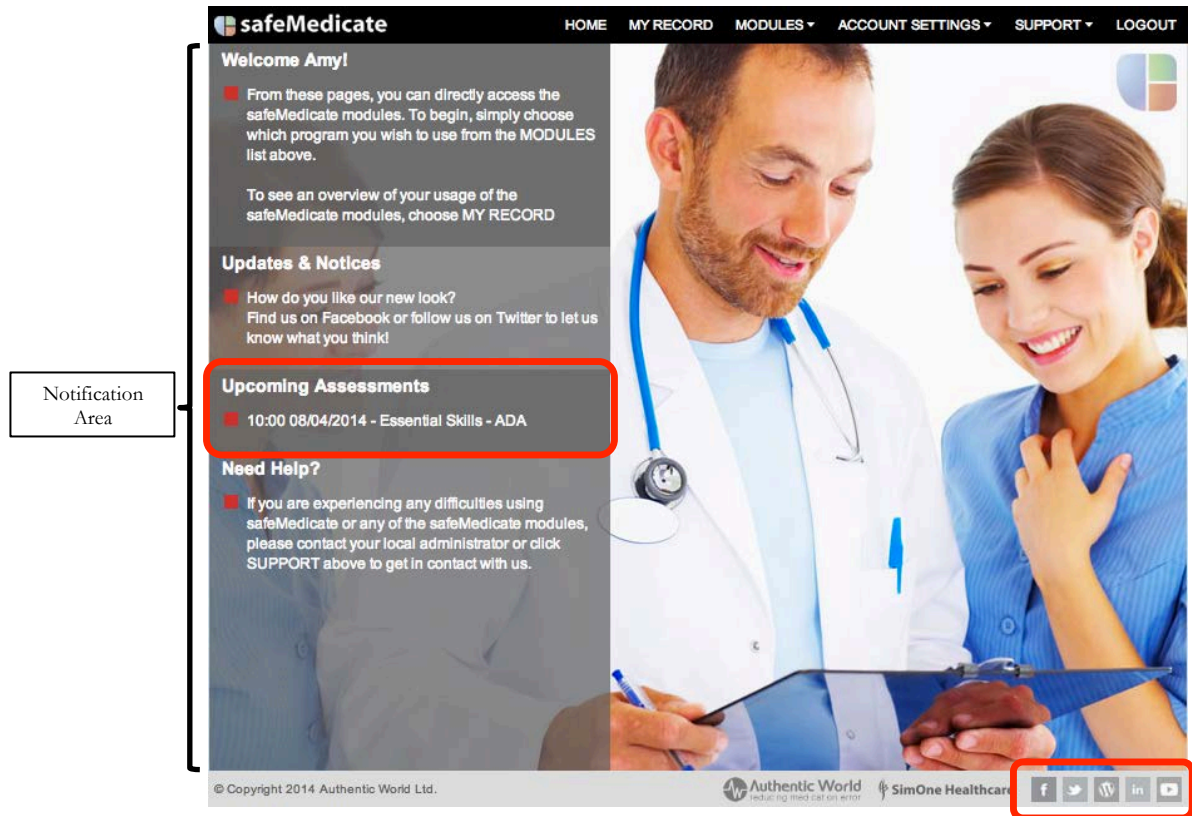 safeMedicate
HOME MY RECORD MODULES ACCOUNT SETTINGS SUPPORT LOGOUT
Welcome Amy!
From these pages, you can directly access the
safeMedicate modules. To begin, simply choose
which program you wish to use from the MODULES
list above.
To see an overview of your usage of the
safeMedicate modules, choose MY RECORD
Updates & Notices
How do you like our new look?
Find us on Facebook or follow us on Twitter to let us
know what you think!
Notification
Area
Upcoming Assessments
10:00 08/04/2014 - Essential Skills - ADA
Need Help?
If you are experiencing any difficulties using
safeMedicate or any of the safeMedicate modules,
please contact your local administrator or click
SUPPORT above to get in contact with us.
© Copyright 2014 Authentic World Ltd.
Authentic World
reducing medication error
SimOne Healthcare
f in